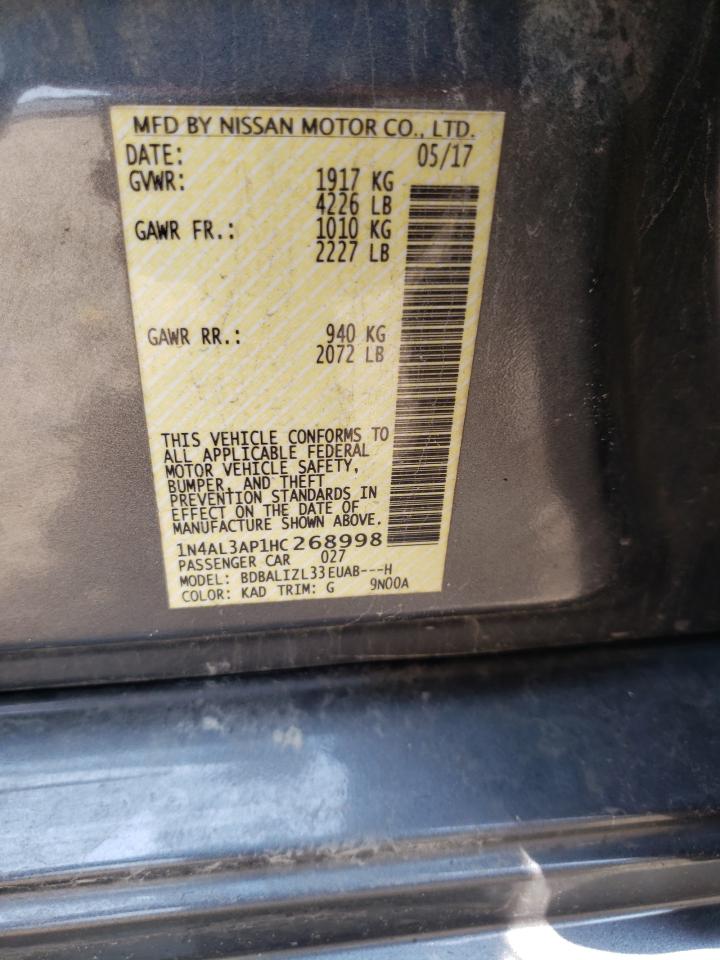 MFD BY NISSAN MOTOR CO., LTD.
DATE: 05/17
GVWR: 1917 KG
4226 LB
GAWR FR.: 1010 KG
2227 LB
GAWR RR.: 940 KG
2072 LB
THIS VEHICLE CONFORMS TO
ALL APPLICABLE FEDERAL
MOTOR VEHICLE SAFETY,
BUMPER, AND THEFT
PREVENTION STANDARDS IN
EFFECT ON THE DATE OF
MANUFACTURE SHOWN ABOVE.
1N4AL3AP1HC268998
PASSENGER CAR 027
MODEL: BDBALIZL33EUAB---H
COLOR: KAD TRIM: G 9N00A